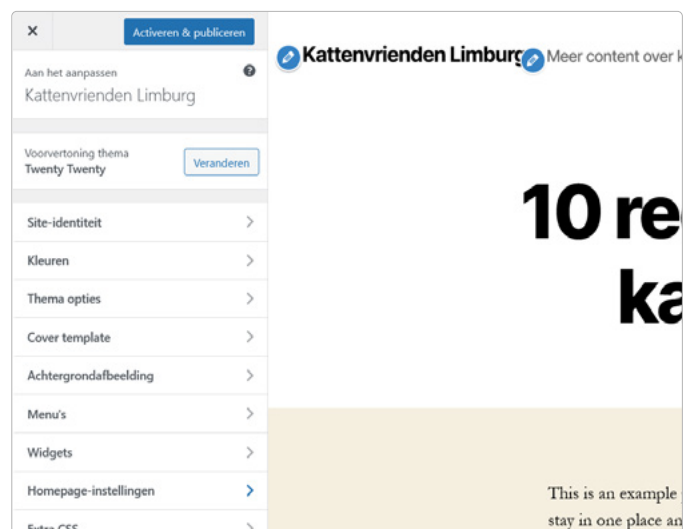 Activeren & publiceren
Aan het aanpassen
Kattenvrienden Limburg
Voorvertoning thema
Twenty Twenty
Veranderen
Site-identiteit
Kleuren
Thema opties
Cover template
Achtergrondafbeelding
Menu's
Widgets
Homepage-instellingen
Extra CSS
Kattenvrienden Limburg
Meer content over k
10 re
ka
This is an example
stay in one place an